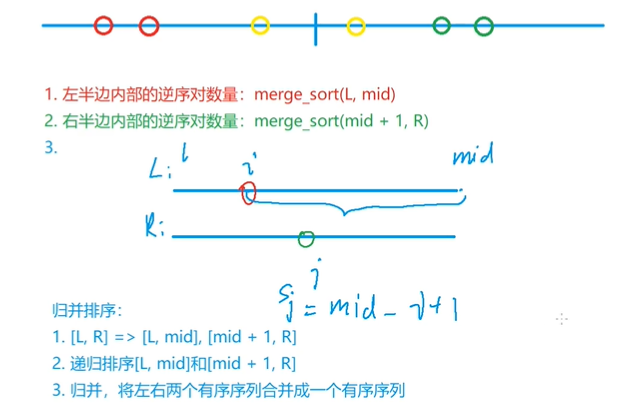 1. 左半边内部的逆序对数量：merge_sort(L, mid)
2. 右半边内部的逆序对数量：merge_sort(mid + 1, R)
3.
L: l i mid
R:
j
Sj = mid - i + 1
归并排序：
1. [L, R] => [L, mid], [mid + 1, R]
2. 递归排序[L, mid]和[mid + 1, R]
3. 归并，将左右两个有序序列合并成一个有序序列